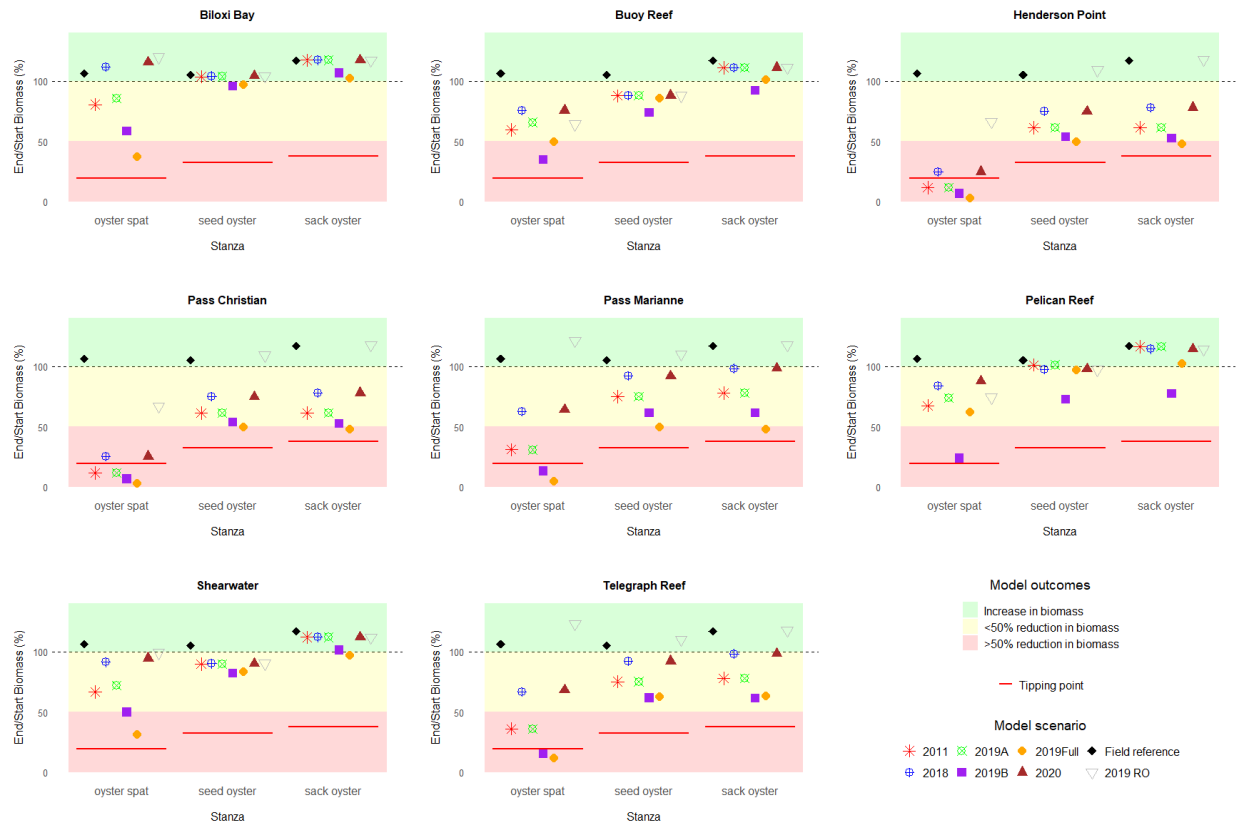 Biloxi Bay
Buoy Reef
Henderson Point
End/Start Biomass (%)
100
50
0
oyster spat
seed oyster
sack oyster
Stanza
End/Start Biomass (%)
100
50
0
oyster spat
seed oyster
sack oyster
Stanza
End/Start Biomass (%)
100
50
0
oyster spat
seed oyster
sack oyster
Stanza
Pass Christian
Pass Marianne
Pelican Reef
End/Start Biomass (%)
100
50
0
oyster spat
seed oyster
sack oyster
Stanza
End/Start Biomass (%)
100
50
0
oyster spat
seed oyster
sack oyster
Stanza
End/Start Biomass (%)
100
50
0
oyster spat
seed oyster
sack oyster
Stanza
Shearwater
Telegraph Reef
End/Start Biomass (%)
100
50
0
oyster spat
seed oyster
sack oyster
Stanza
End/Start Biomass (%)
100
50
0
oyster spat
seed oyster
sack oyster
Stanza
Model outcomes
Increase in biomass
<50% reduction in biomass
>50% reduction in biomass
Tipping point
Model scenario
2011 2019A 2019Full Field reference
2018 2019B 2020 2019 RO